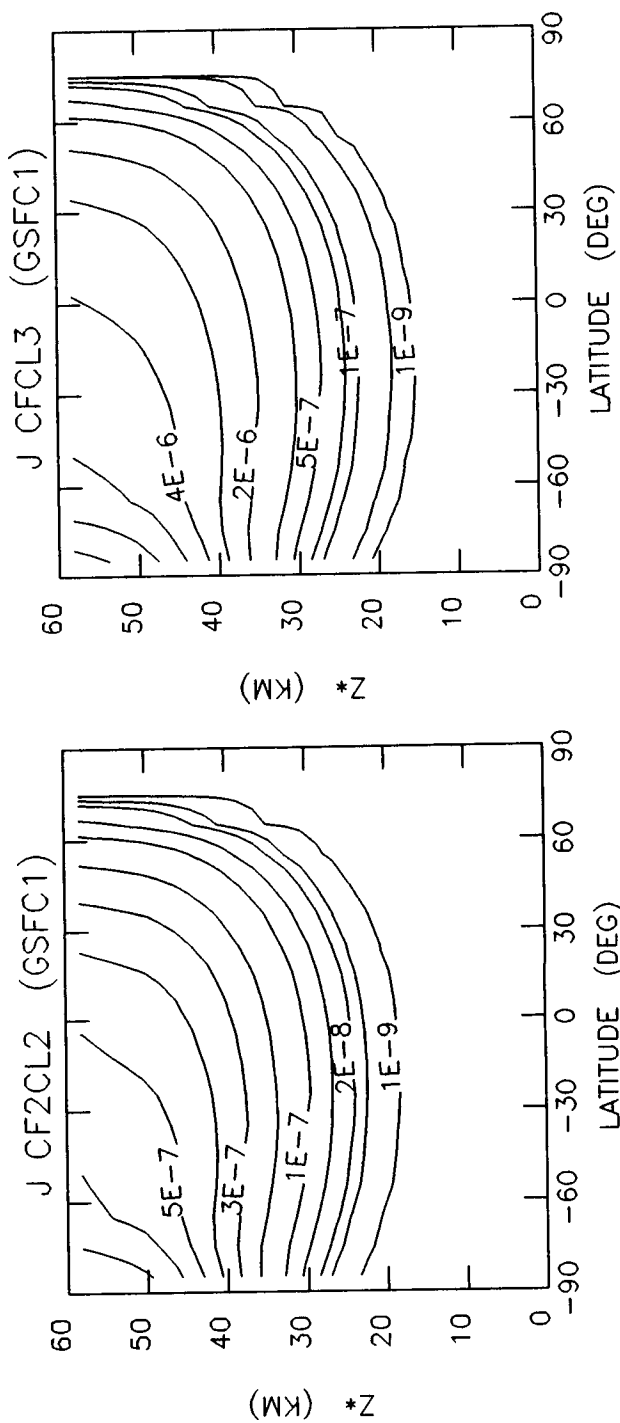 J CF2CL2 (GSFC1)
Z* (KM)
60
50
40
30
20
10
0
5E-7
3E-7
1E-7
2E-8
1E-9
-90
-60
-30
0
30
60
90
LATITUDE (DEG)
J CFCL3 (GSFC1)
Z* (KM)
60
50
40
30
20
10
0
4E-6
2E-6
5E-7
1E-7
1E-9
-90
-60
-30
0
30
60
90
LATITUDE (DEG)